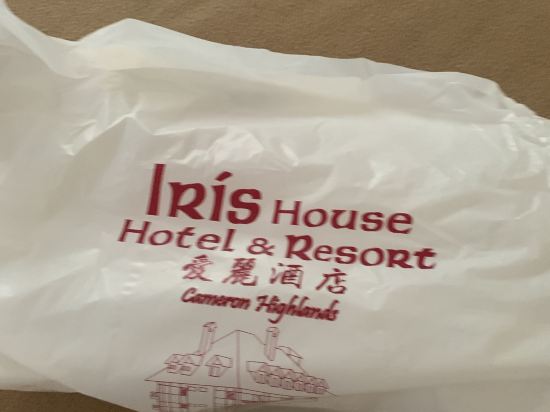 Iris House
Hotel & Resort
愛麗酒店
Cameron Highlands